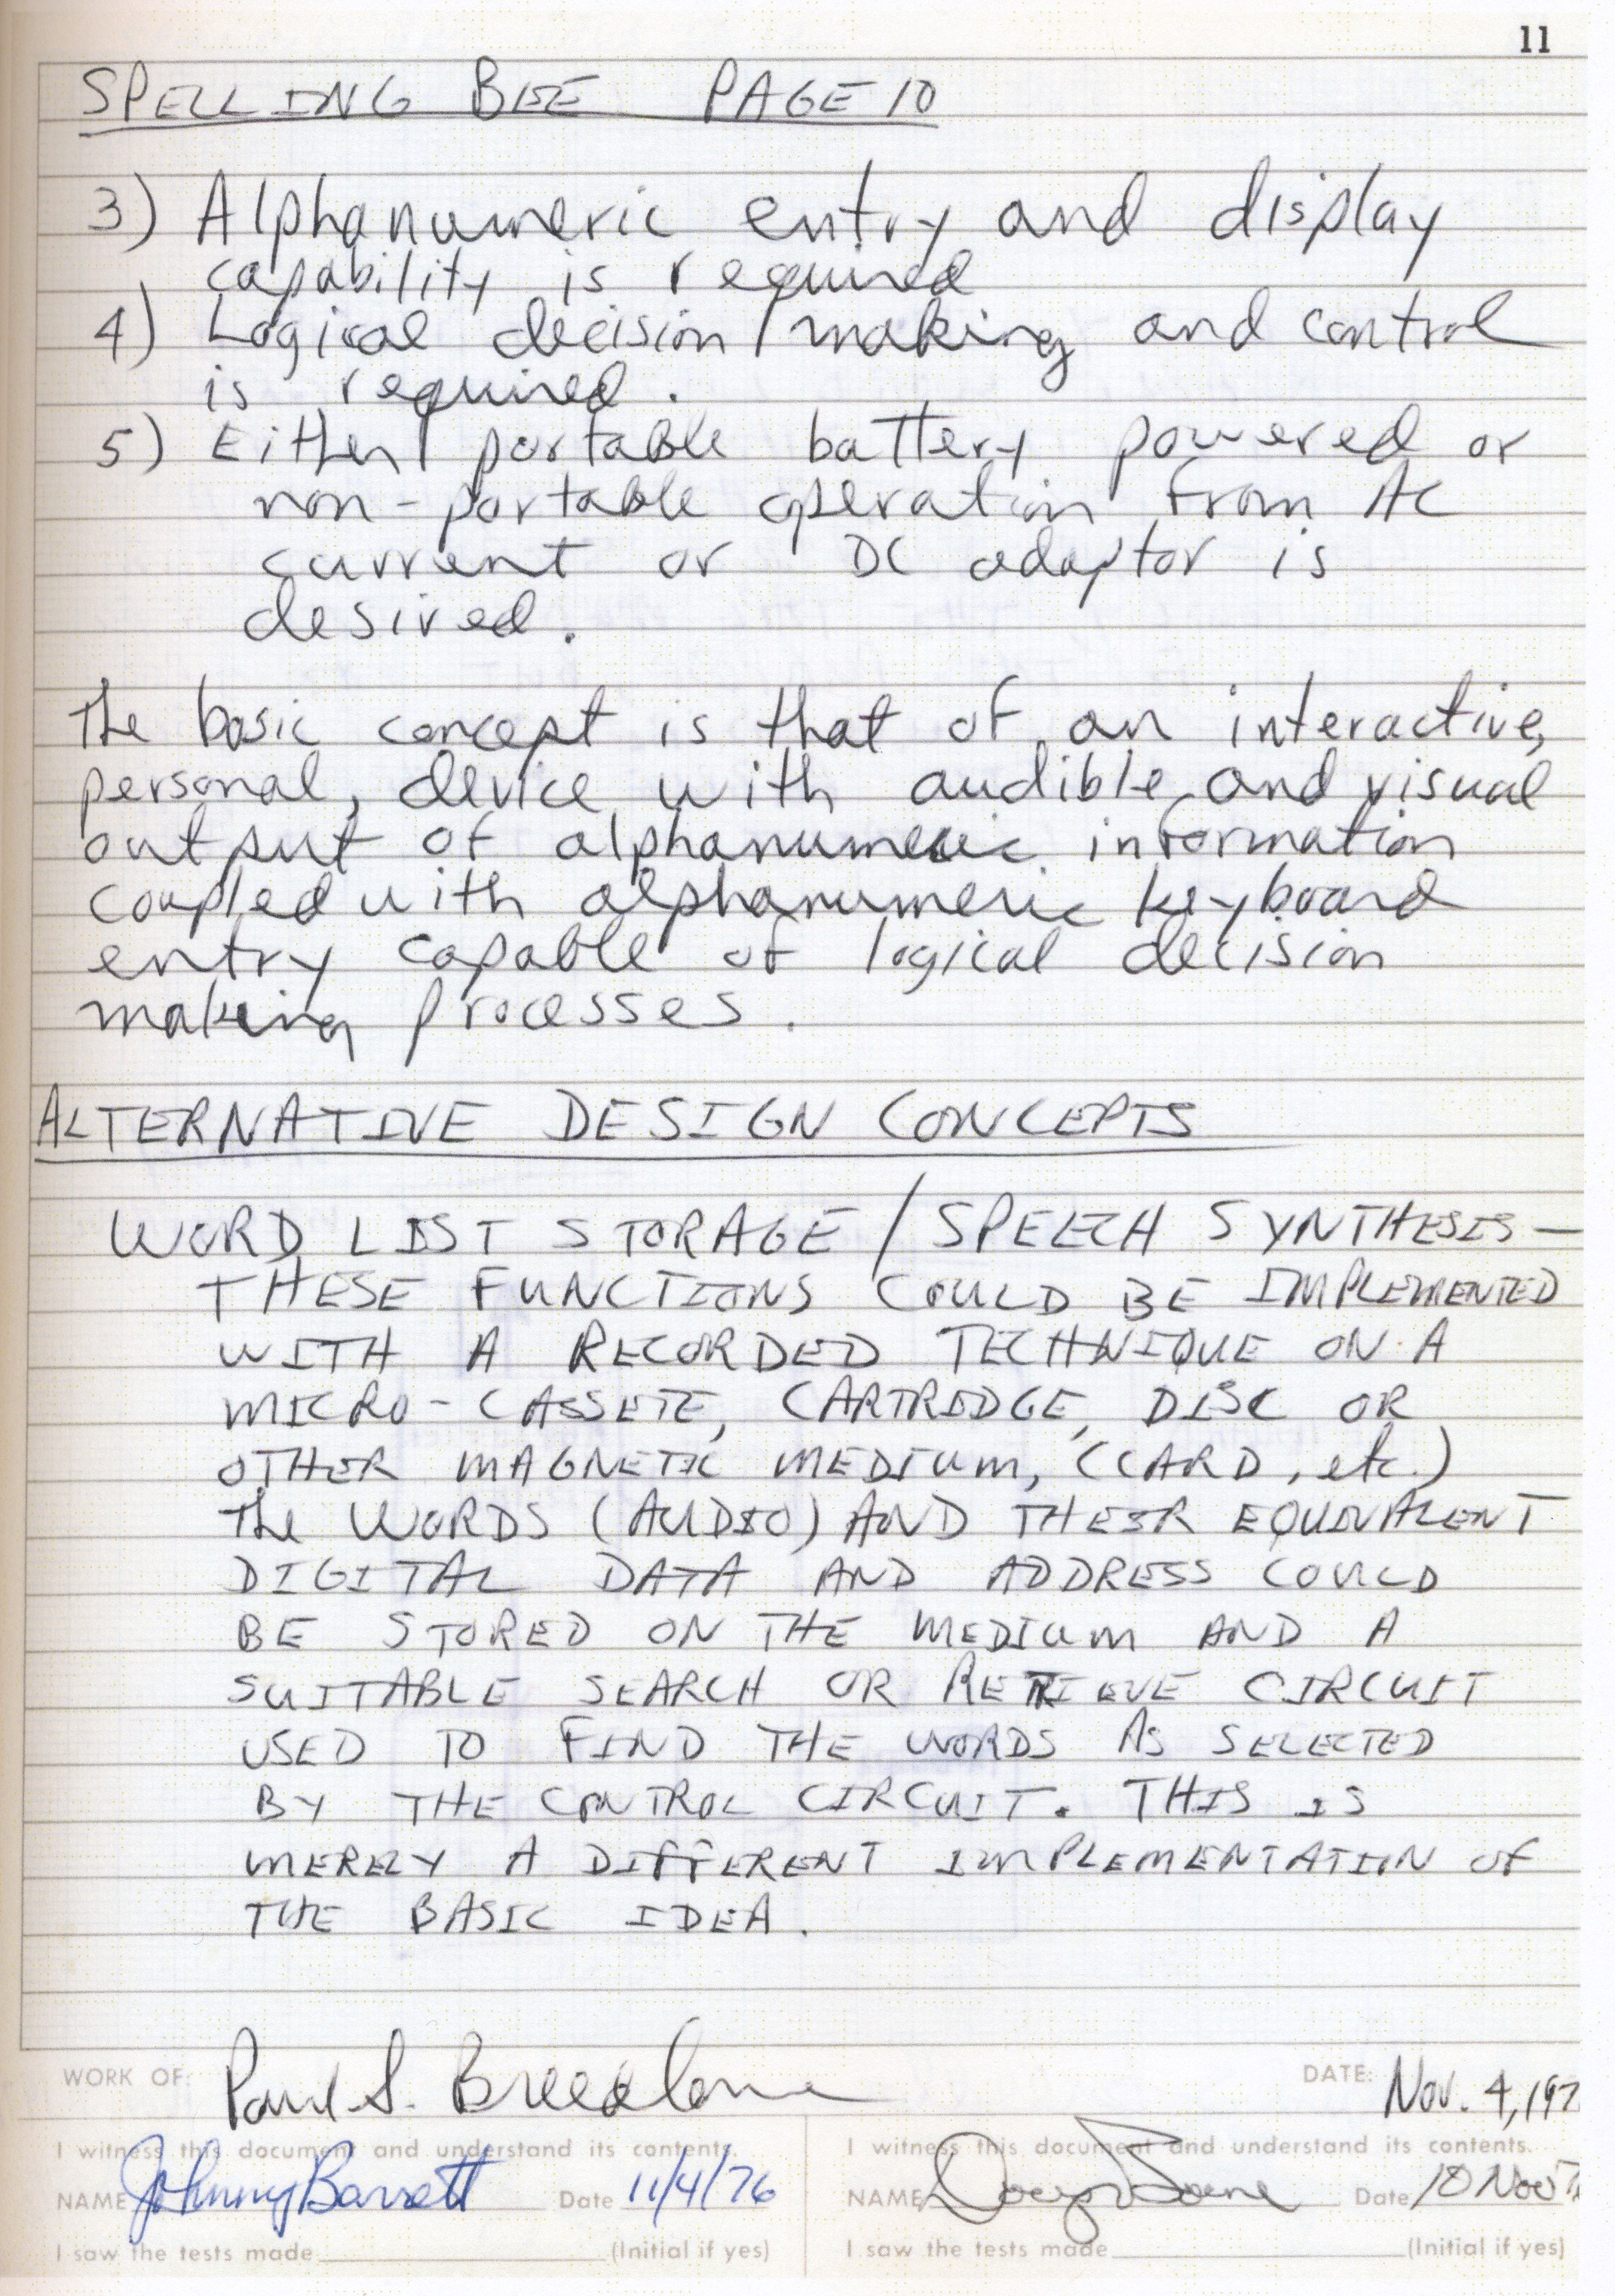 11
SPELLING BEE PAGE 10
3) Alphanumeric entry and display
capability is required
4) Logical decision making and control
is required.
5) Either portable battery powered or
non-portable operation from AC
current or DC adaptor is
desired.
The basic concept is that of an interactive,
personal, device with audible and visual
output of alphanumeric information
coupled with alphanumeric keyboard
entry capable of logical decision
making processes.
ALTERNATIVE DESIGN CONCEPTS
WORD LIST STORAGE / SPEECH SYNTHESIS —
THESE FUNCTIONS COULD BE IMPLEMENTED
WITH A RECORDED TECHNIQUE ON A
MICRO-CASSETE, CARTRIDGE, DISC OR
OTHER MAGNETIC MEDIUM, (CARD, etc.)
The WORDS (AUDIO) AND THEIR EQUIVALENT
DIGITAL DATA AND ADDRESS COULD
BE STORED ON THE MEDIUM AND A
SUITABLE SEARCH OR RETRIEVE CIRCUIT
USED TO FIND THE WORDS AS SELECTED
BY THE CONTROL CIRCUIT. THIS IS
MERELY A DIFFERENT IMPLEMENTATION OF
THE BASIC IDEA.
WORK OF: Paul S. Breedlove DATE: Nov. 4, 197
I witness this document and understand its contents. I witness this document and understand its contents.
NAME Johnny Barrett Date 11/4/76 NAME Date 10 Nov
I saw the tests made (Initial if yes) I saw the tests made (Initial if yes)